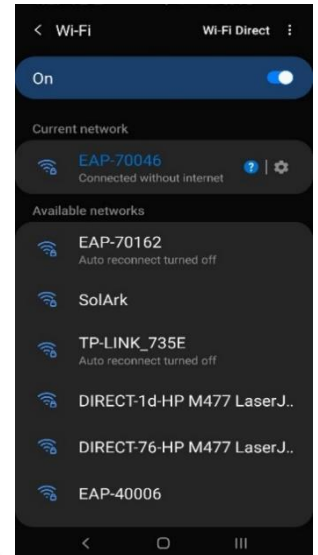 Wi-Fi Wi-Fi Direct
On
Current network
EAP-70046
Connected without internet
Available networks
EAP-70162
Auto reconnect turned off
SolArk
TP-LINK_735E
Auto reconnect turned off
DIRECT-1d-HP M477 LaserJ..
DIRECT-76-HP M477 LaserJ..
EAP-40006